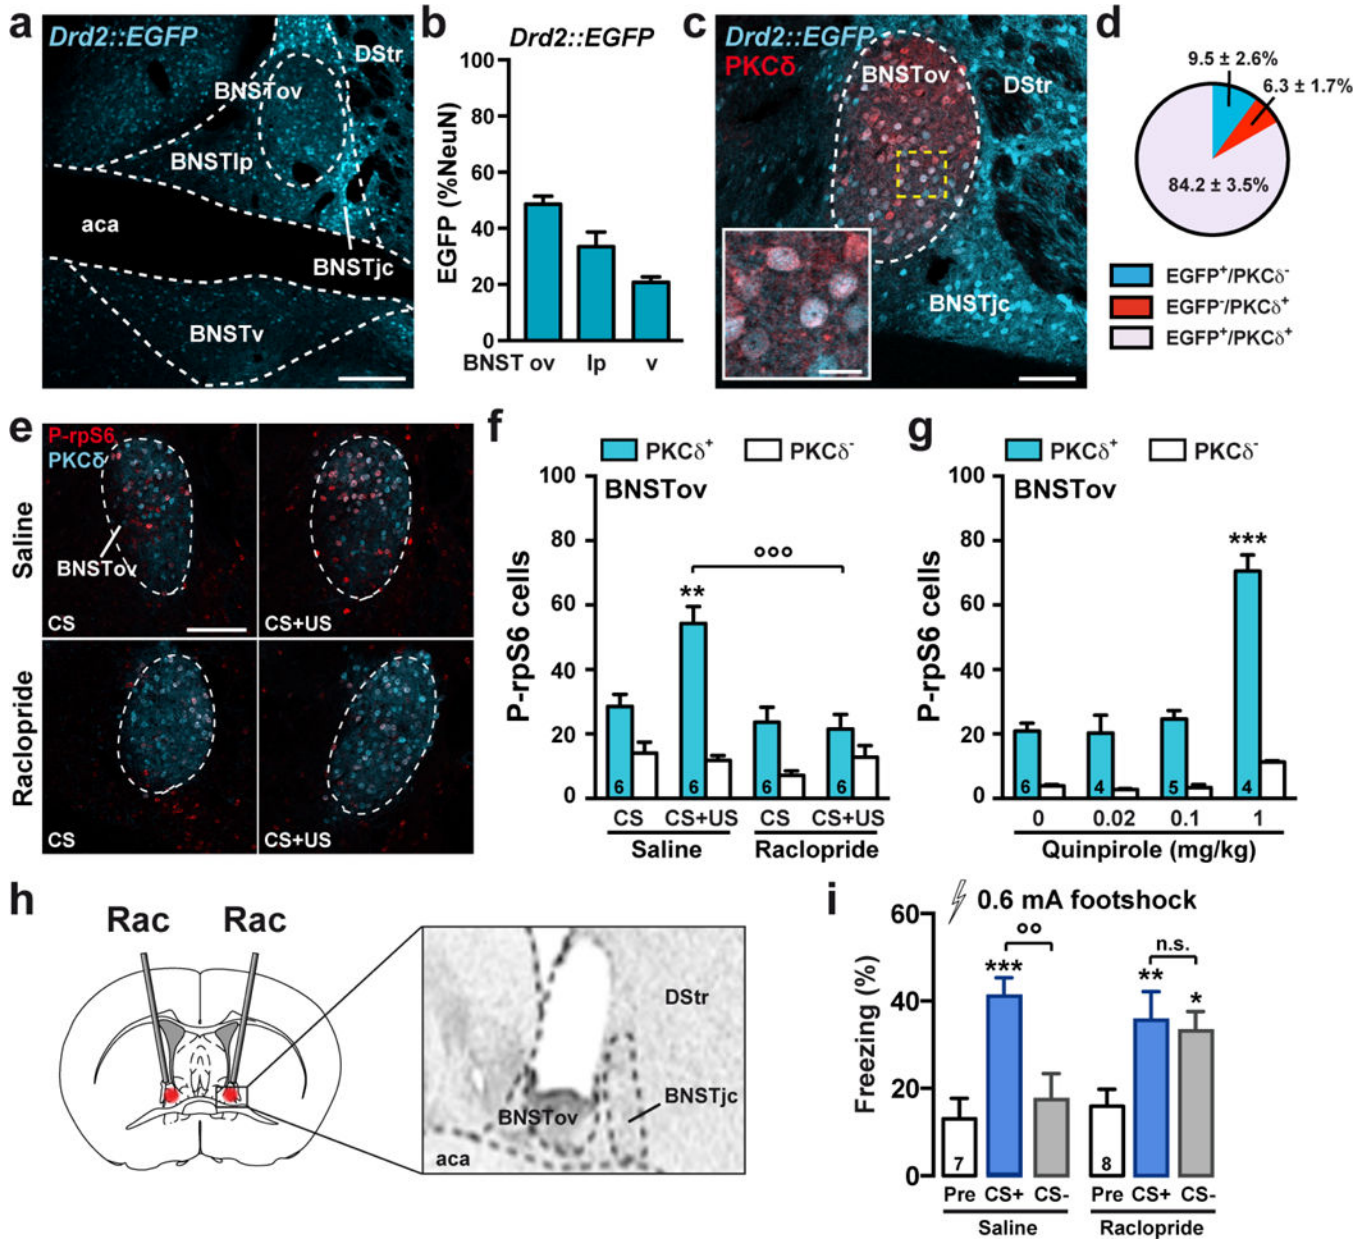 a
Drd2::EGFP
DStr
BNSTov
BNSTlp
aca
BNSTjc
BNSTv
b
Drd2::EGFP
EGFP (%NeuN)
100
80
60
40
20
0
BNST ov lp v
c
Drd2::EGFP
PKCδ
BNSTov
DStr
BNSTjc
d
9.5 ± 2.6%
6.3 ± 1.7%
84.2 ± 3.5%
EGFP⁺/PKCδ⁻
EGFP⁻/PKCδ⁺
EGFP⁺/PKCδ⁺
e
P-rpS6
PKCδ
Saline
BNSTov
CS
CS+US
Raclopride
CS
CS+US
f
PKCδ⁺ PKCδ⁻
BNSTov
P-rpS6 cells
100
80
60
40
20
0
**
°°°
6 6 6 6
CS CS+US CS CS+US
Saline Raclopride
g
PKCδ⁺ PKCδ⁻
BNSTov
P-rpS6 cells
100
80
60
40
20
0
***
6 4 5 4
0 0.02 0.1 1
Quinpirole (mg/kg)
h
Rac Rac
DStr
BNSTov
BNSTjc
aca
i
0.6 mA footshock
Freezing (%)
60
40
20
0
°°
n.s.
***
**
*
7 8
Pre CS+ CS- Pre CS+ CS-
Saline Raclopride